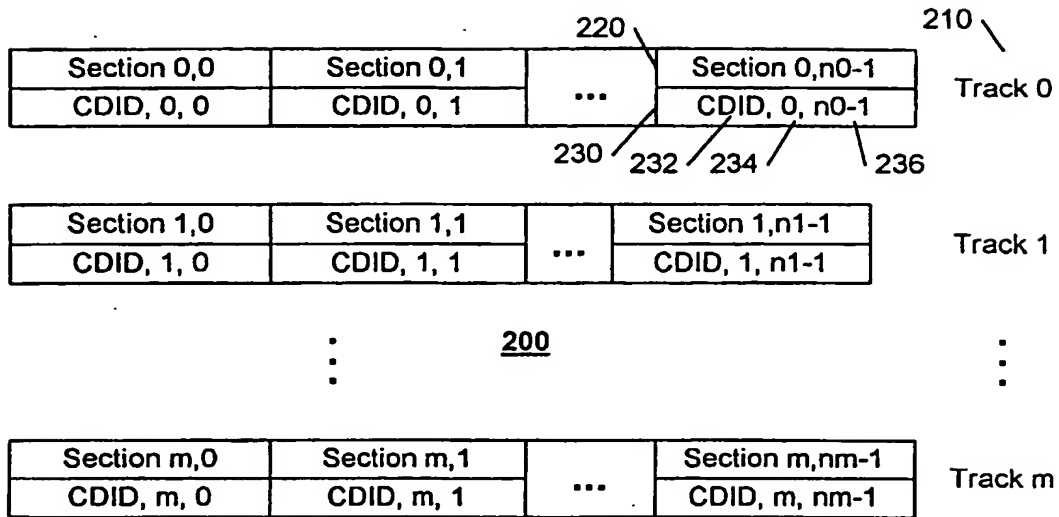 220 210
Section 0,0 Section 0,1 ... Section 0,n0-1 Track 0
CDID, 0, 0 CDID, 0, 1 CDID, 0, n0-1
230 232 234 236
Section 1,0 Section 1,1 ... Section 1,n1-1 Track 1
CDID, 1, 0 CDID, 1, 1 CDID, 1, n1-1
200
Section m,0 Section m,1 ... Section m,nm-1 Track m
CDID, m, 0 CDID, m, 1 CDID, m, nm-1